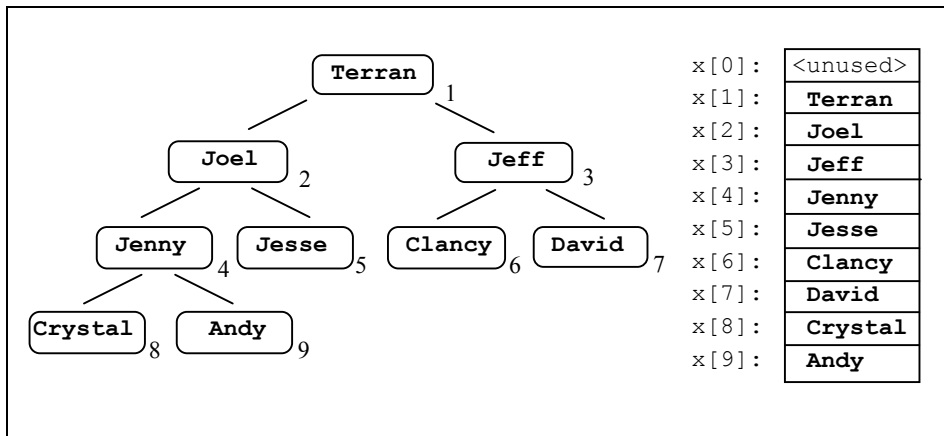 Terran
1
Joel
2
Jeff
3
Jenny
4
Jesse
5
Clancy
6
David
7
Crystal
8
Andy
9
x[0]: <unused>
x[1]: Terran
x[2]: Joel
x[3]: Jeff
x[4]: Jenny
x[5]: Jesse
x[6]: Clancy
x[7]: David
x[8]: Crystal
x[9]: Andy